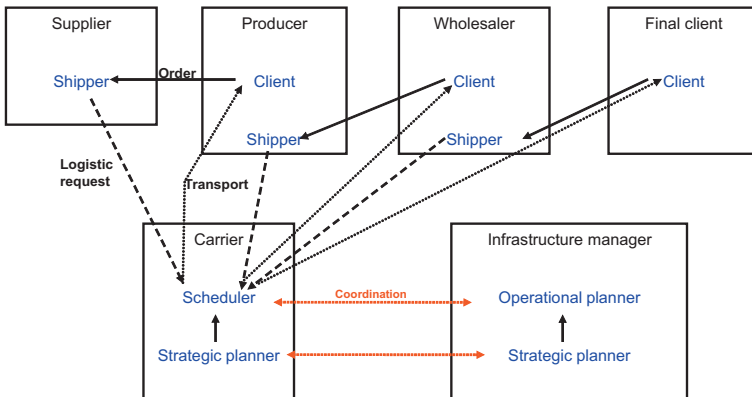 Supplier
Producer
Wholesaler
Final client
Shipper
Order
Client
Client
Client
Shipper
Shipper
Logistic
request
Transport
Carrier
Infrastructure manager
Scheduler
Coordination
Operational planner
Strategic planner
Strategic planner